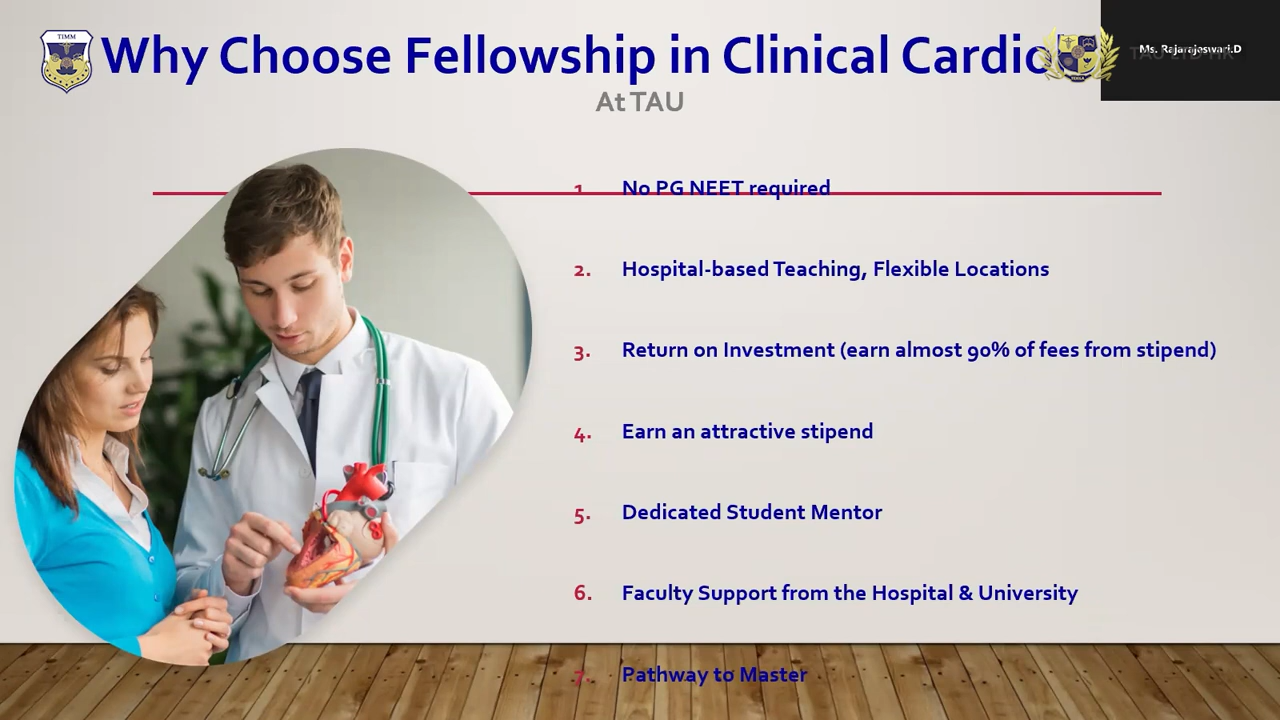 TIMM
Why Choose Fellowship in Clinical Cardio
At TAU
Ms. Rajarajeswari.D
1. No PG NEET required
2. Hospital-based Teaching, Flexible Locations
3. Return on Investment (earn almost 90% of fees from stipend)
4. Earn an attractive stipend
5. Dedicated Student Mentor
6. Faculty Support from the Hospital & University
7. Pathway to Master